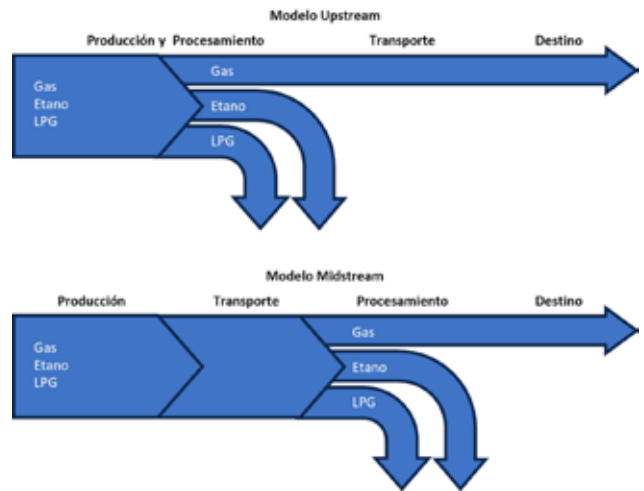 Modelo Upstream
Producción y Procesamiento Transporte Destino
Gas
Gas
Etano
LPG
Etano
LPG
Modelo Midstream
Producción Transporte Procesamiento Destino
Gas
Gas
Etano
LPG
Etano
LPG